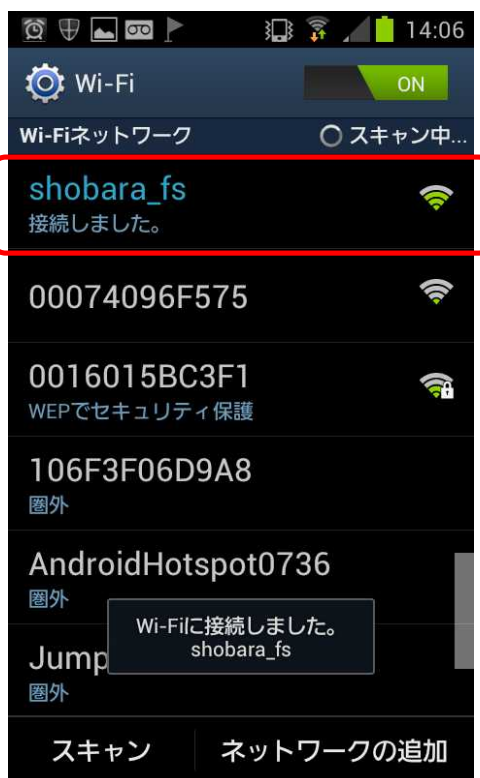 14:06
Wi-Fi
ON
Wi-Fiネットワーク
スキャン中...
shobara_fs
接続しました。
00074096F575
0016015BC3F1
WEPでセキュリティ保護
106F3F06D9A8
圏外
AndroidHotspot0736
圏外
Wi-Fiに接続しました。
shobara_fs
Jump
圏外
スキャン
ネットワークの追加